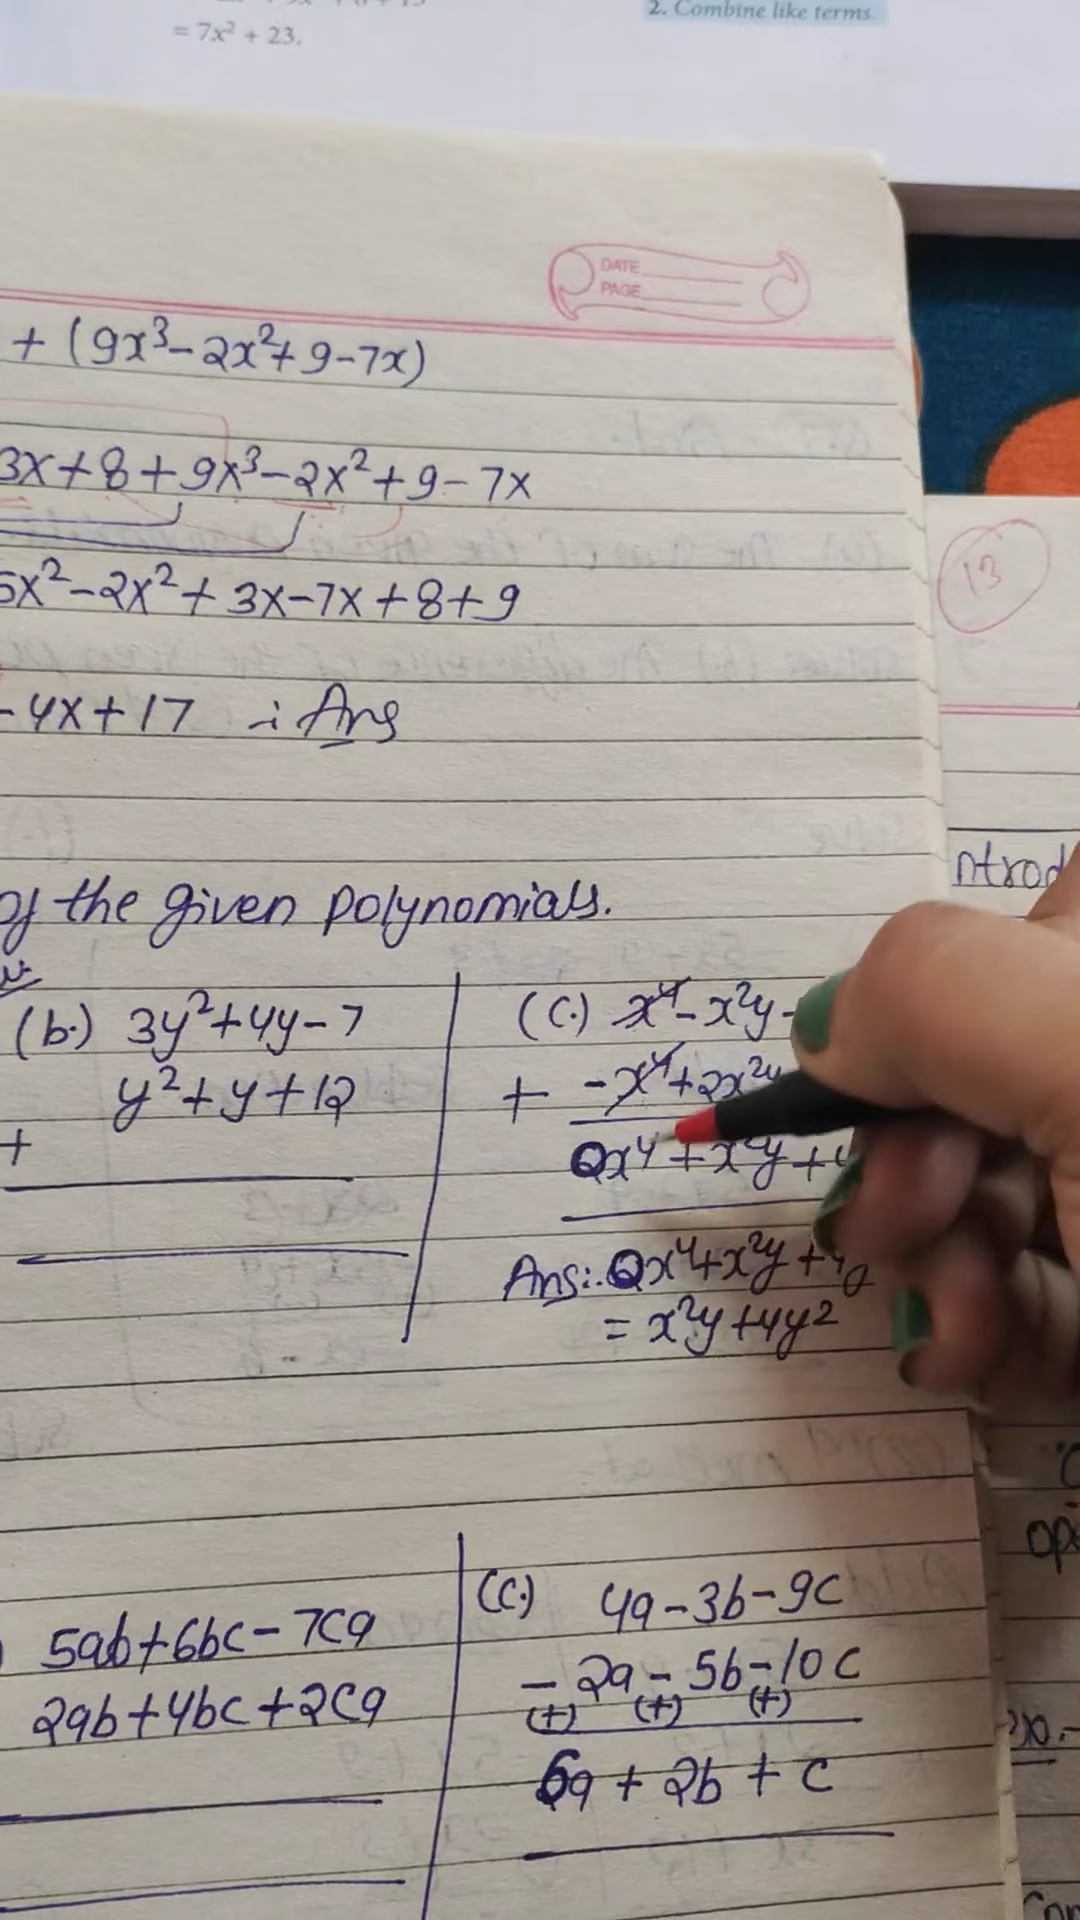 = 7x² + 23.
2. Combine like terms.
DATE
PAGE
+ (9x³-2x²+9-7x)
3x+8+9x³-2x²+9-7x
5x²-2x²+3x-7x+8+9
-4x+17 ∴ Ans
13
ntrod
of the given polynomials.
(b.) 3y²+4y-7
y²+y+12
+
(C.) x⁴-x²y-
+ -x⁴+2x²y
0x⁴+x²y+4
Ans:. 0x⁴+x²y+4y
= x²y+4y²
5ab+6bc-7ca
2ab+4bc+2ca
(C.) 4a-3b-9c
-2a-5b-10c
(+) (+) (+)
6a+2b+c